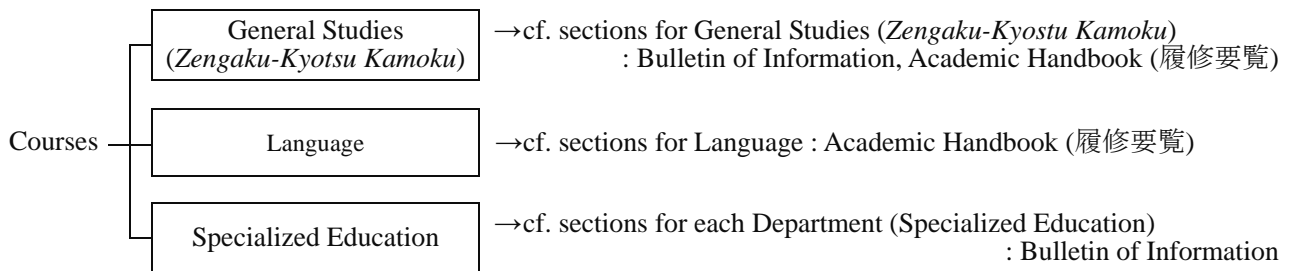 General Studies
(Zengaku-Kyotsu Kamoku)
→cf. sections for General Studies (Zengaku-Kyostu Kamoku)
: Bulletin of Information, Academic Handbook (履修要覧)
Courses
Language
→cf. sections for Language : Academic Handbook (履修要覧)
Specialized Education
→cf. sections for each Department (Specialized Education)
: Bulletin of Information